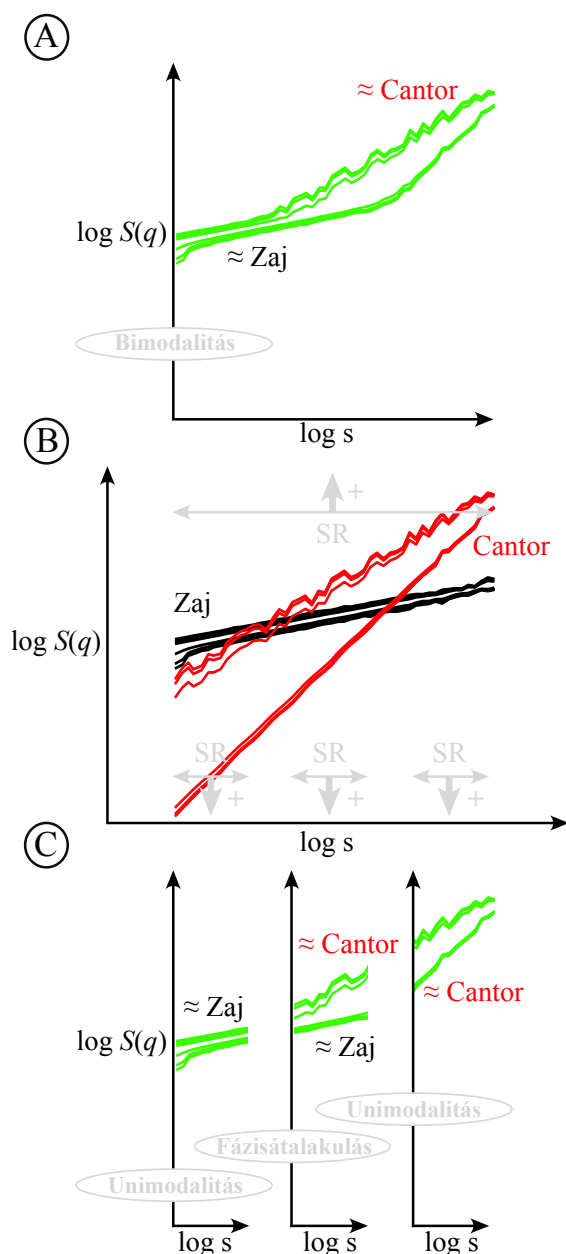 A
≈ Cantor
log S(q)
≈ Zaj
Bimodalitás
log s
B
+
SR
Cantor
Zaj
log S(q)
SR SR SR
+ + +
log s
C
≈ Cantor
≈ Zaj
≈ Cantor
log S(q)
≈ Zaj
Unimodalitás
Fázisátalakulás
Unimodalitás
log s log s log s